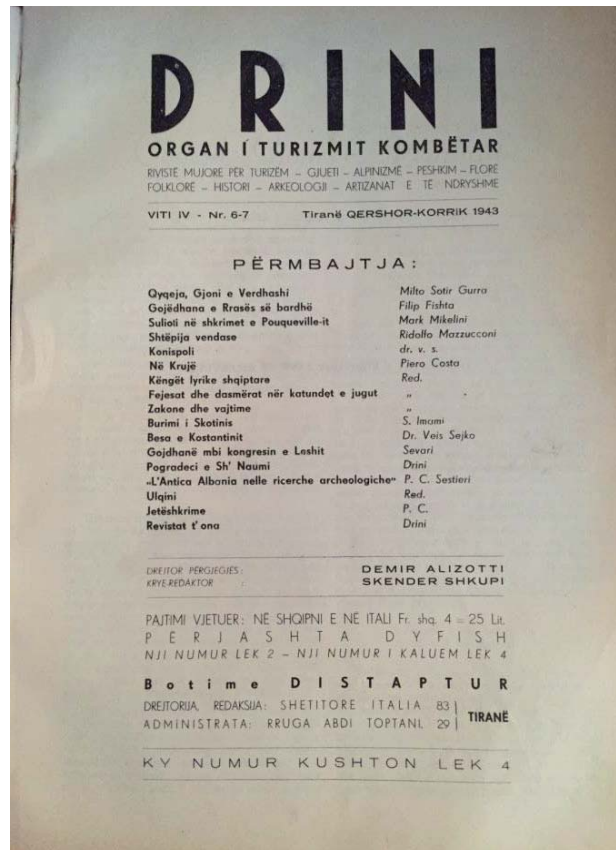 DRINI
ORGAN I TURIZMIT KOMBËTAR
RIVISTË MUJORE PËR TURIZËM – GJUETI – ALPINIZMË – PESHKIM – FLORË
FOLKLORË – HISTORI – ARKEOLOGJI – ARTIZANAT E TË NDRYSHME
VITI IV - Nr. 6-7 Tiranë QERSHOR-KORRIK 1943
PËRMBAJTJA:
Qyqeja, Gjoni e Verdhashi Milto Sotir Gurra
Gojëdhana e Rrasës së bardhë Filip Fishta
Sulioti në shkrimet e Pouqueville-it Mark Mikelini
Shtëpija vendase Ridolfo Mazzucconi
Konispoli dr. v. s.
Në Krujë Piero Costa
Këngët lyrike shqiptare Red.
Fejesat dhe dasmërat nër katundet e jugut „
Zakone dhe vajtime „
Burimi i Skotinis S. Imami
Besa e Kostantinit Dr. Veis Sejko
Gojdhanë mbi kongresin e Leshit Sevari
Pogradeci e Sh' Naumi Drini
«L'Antica Albania nelle ricerche archeologiche» P. C. Sestieri
Ulqini Red.
Jetëshkrime P. C.
Revistat t'ona Drini
DREJTOR PËRGJEGJËS: DEMIR ALIZOTTI
KRYE-REDAKTOR : SKENDER SHKUPI
PAJTIMI VJETUER: NË SHQIPNI E NË ITALI Fr. shq. 4 = 25 Lit.
PËRJASHTA DYFISH
NJI NUMUR LEK 2 – NJI NUMUR I KALUEM LEK 4
Botime DISTAPTUR
DREJTORIJA, REDAKSIJA: SHETITORE ITALIA 83
ADMINISTRATA: RRUGA ABDI TOPTANI, 29
TIRANË
KY NUMUR KUSHTON LEK 4